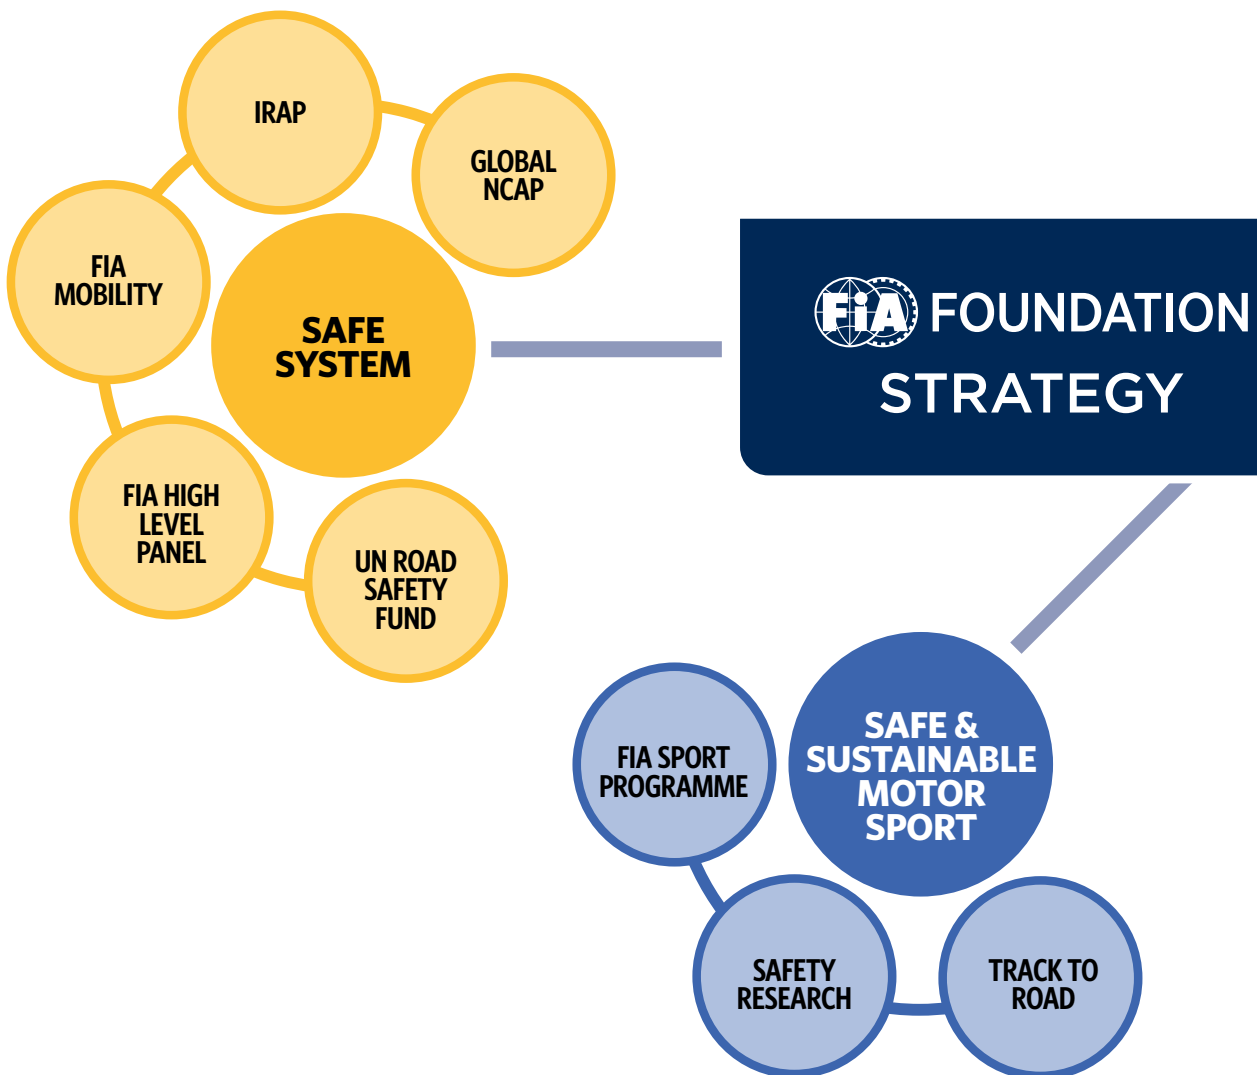 IRAP
GLOBAL
NCAP
FIA
MOBILITY
SAFE
SYSTEM
FIA HIGH
LEVEL
PANEL
UN ROAD
SAFETY
FUND
FiA FOUNDATION
STRATEGY
SAFE &
SUSTAINABLE
MOTOR
SPORT
FIA SPORT
PROGRAMME
SAFETY
RESEARCH
TRACK TO
ROAD